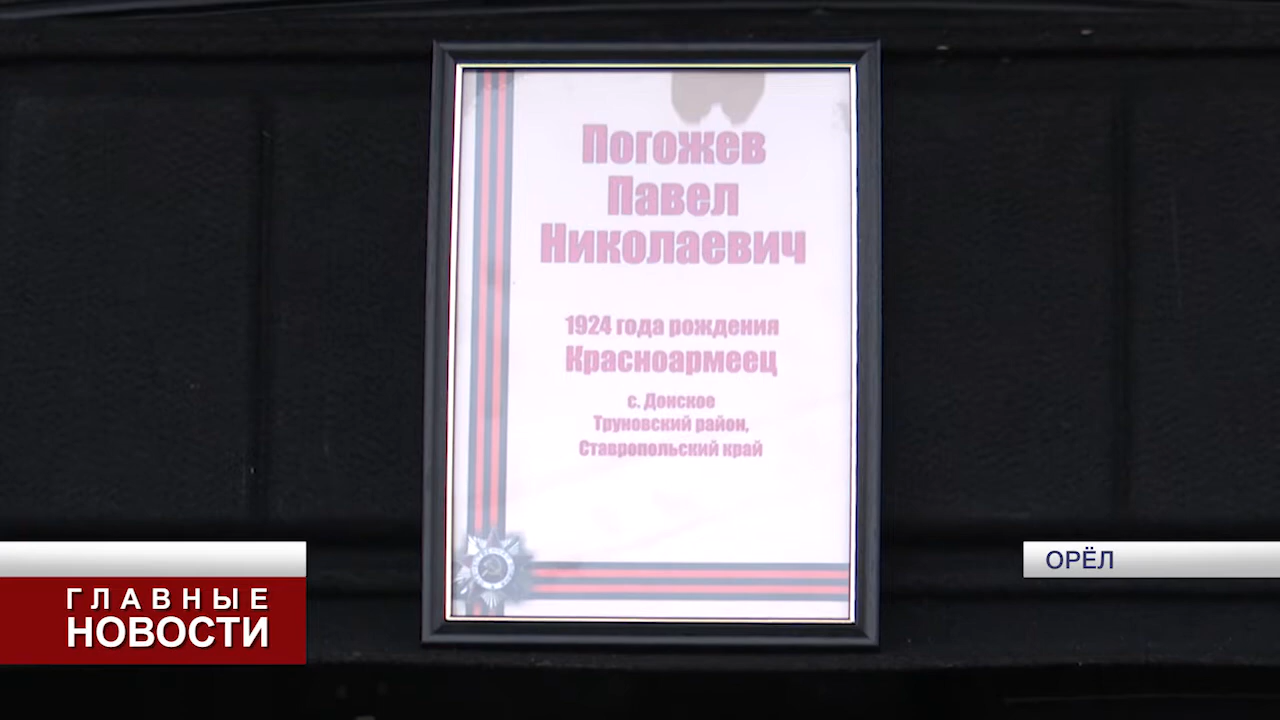 Погожев
Павел
Николаевич
1924 года рождения
Красноармеец
с. Донское
Труновский район,
Ставропольский край
ОРЁЛ
ГЛАВНЫЕ
НОВОСТИ